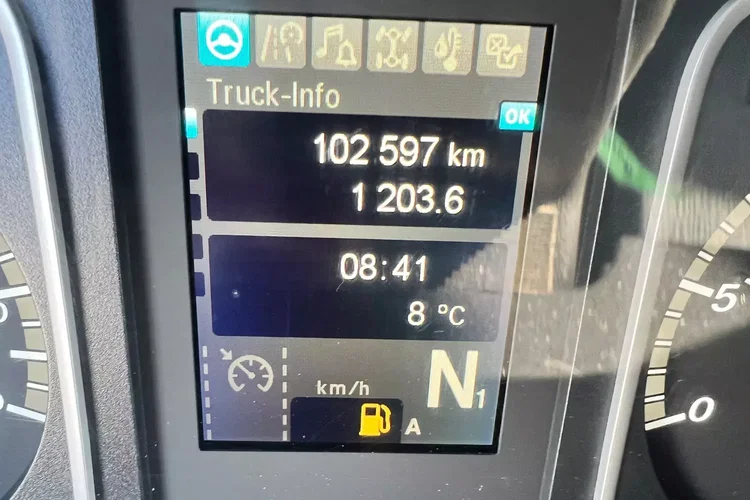 Truck-Info
OK
102 597 km
1 203.6
08:41
8 °C
km/h
N1
A
5
0